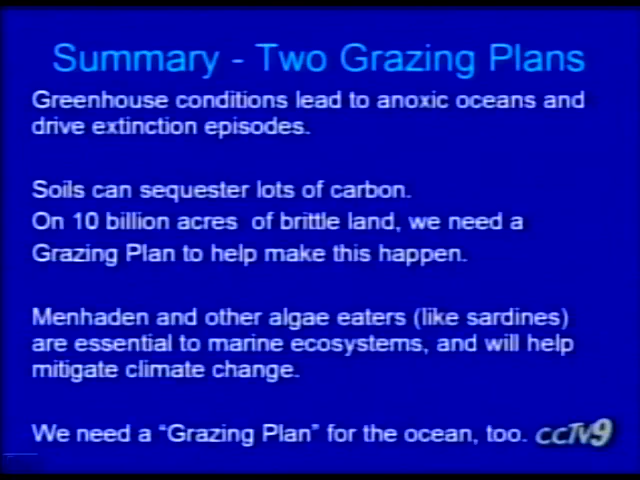 Summary - Two Grazing Plans
Greenhouse conditions lead to anoxic oceans and
drive extinction episodes.
Soils can sequester lots of carbon.
On 10 billion acres of brittle land, we need a
Grazing Plan to help make this happen.
Menhaden and other algae eaters (like sardines)
are essential to marine ecosystems, and will help
mitigate climate change.
We need a “Grazing Plan” for the ocean, too.
ccTv9